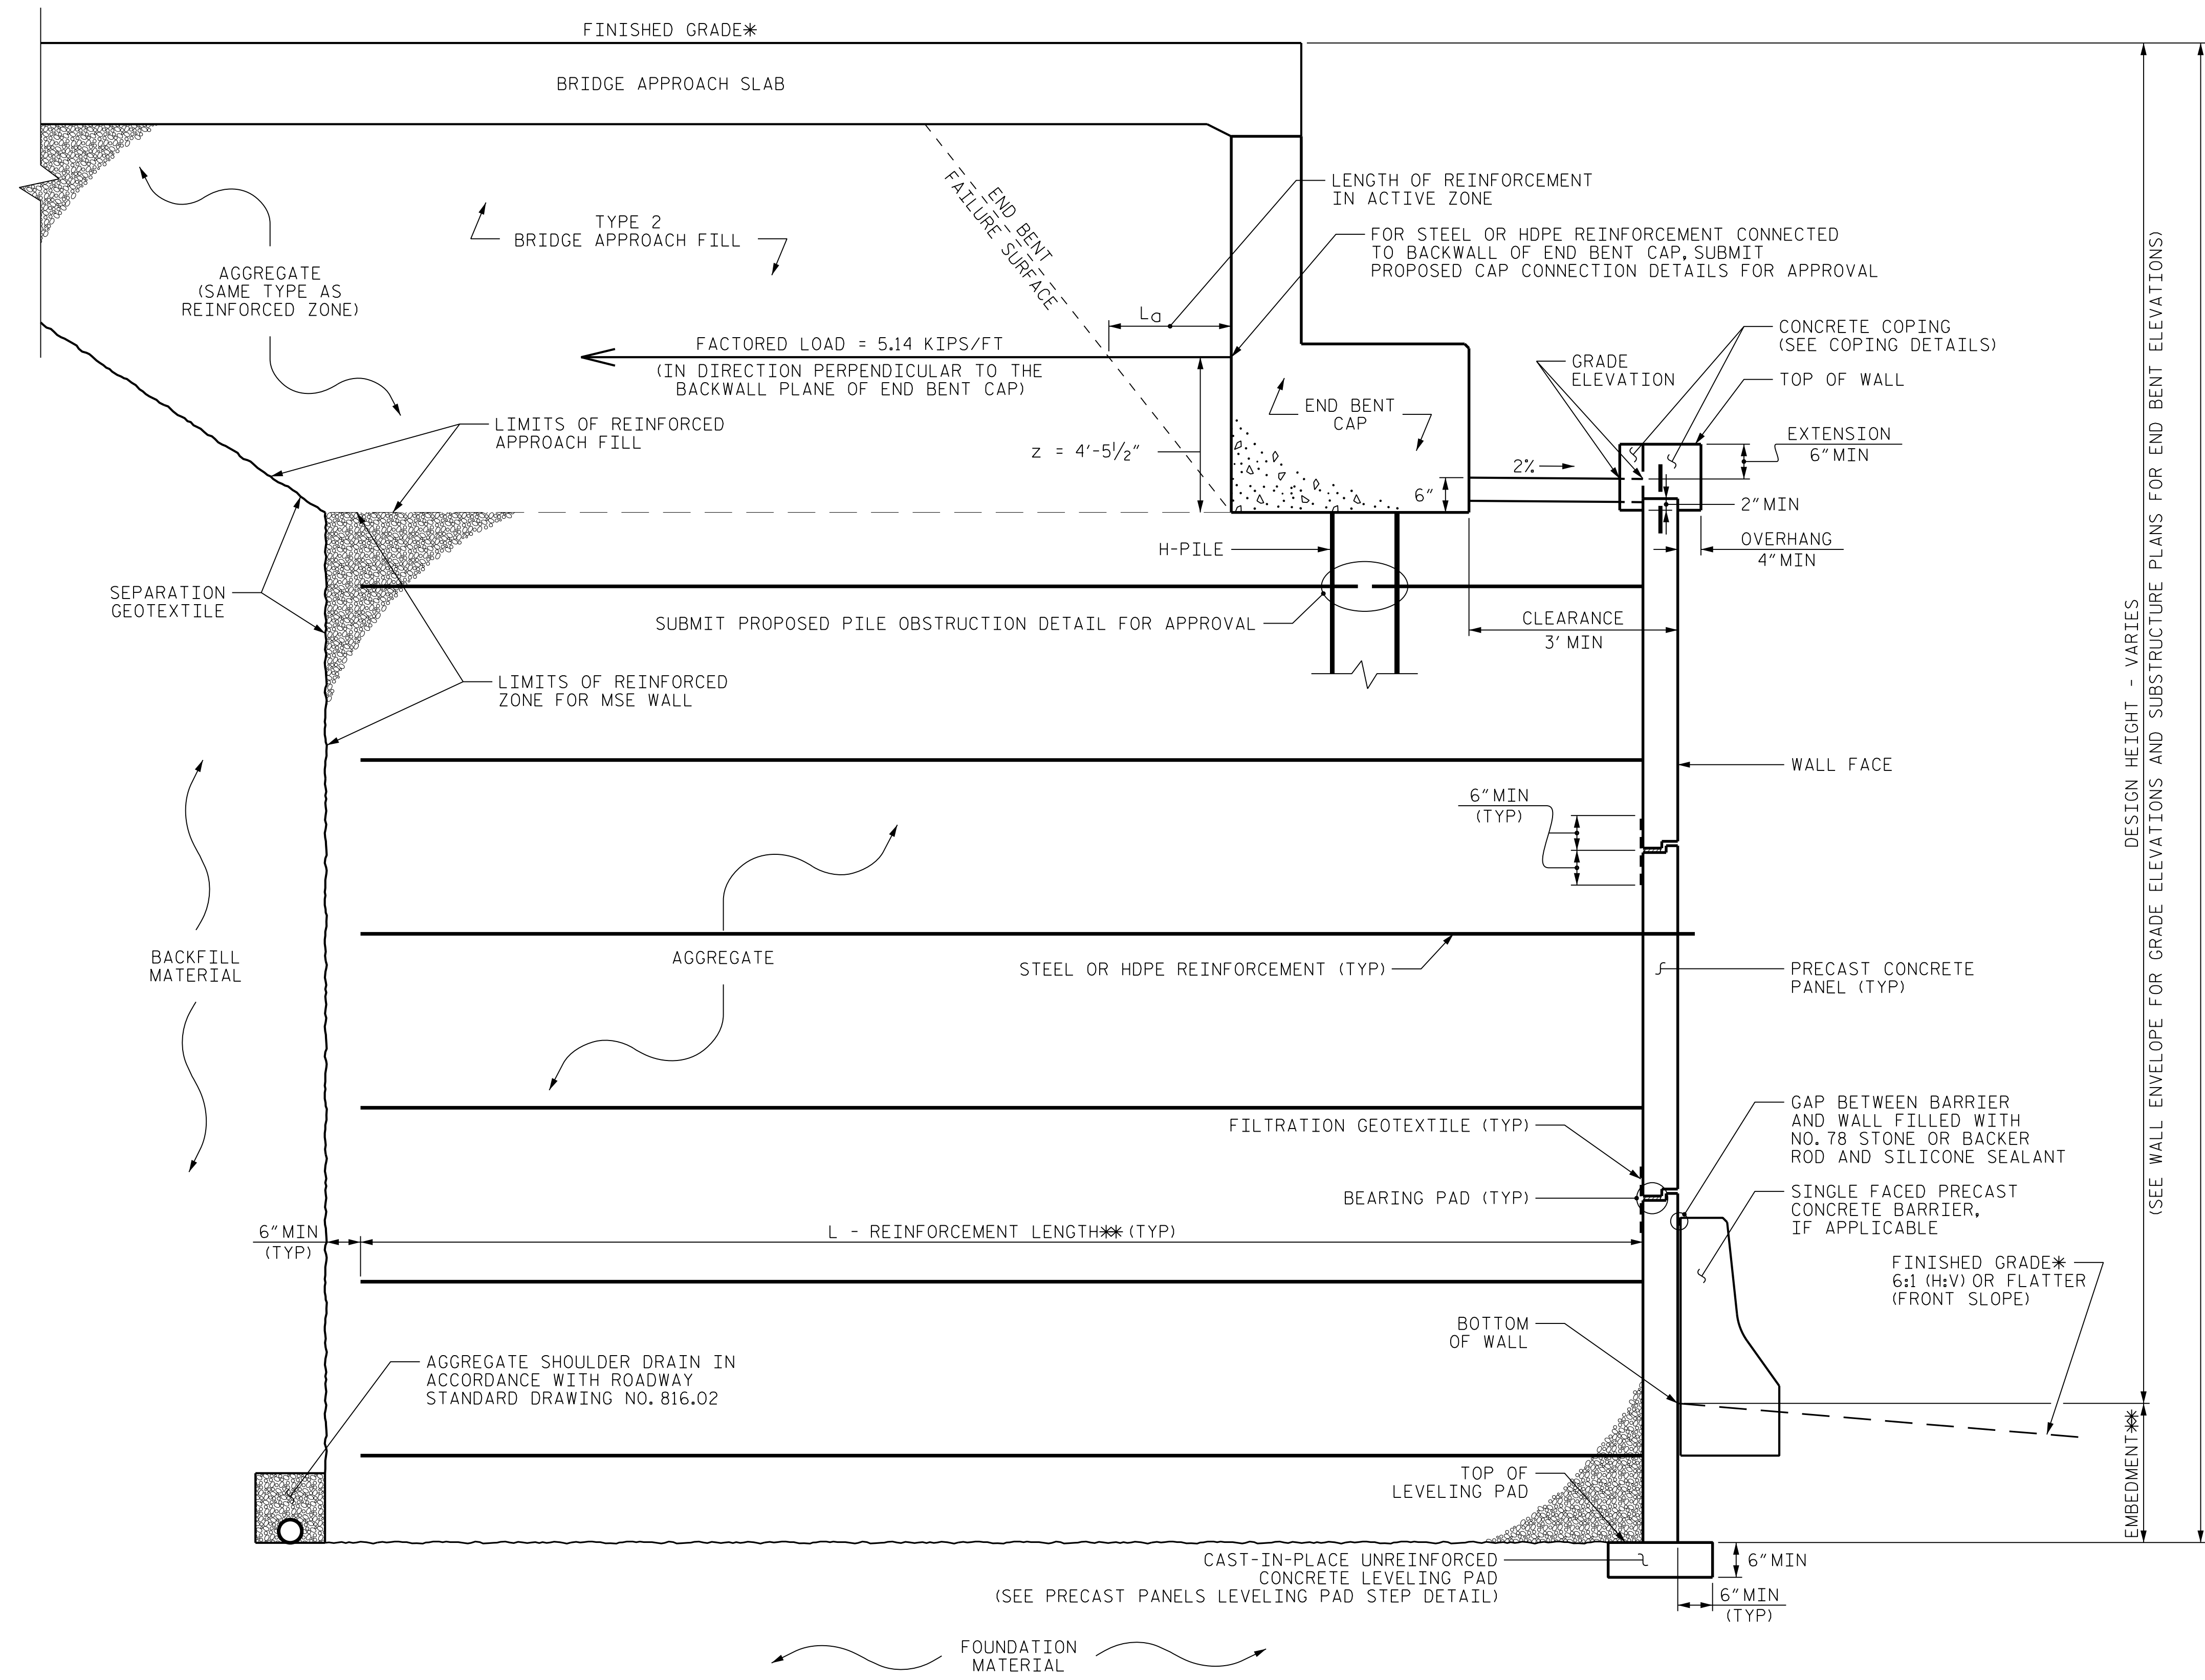 FINISHED GRADE*
BRIDGE APPROACH SLAB
END BENT
FAILURE SURFACE
LENGTH OF REINFORCEMENT
IN ACTIVE ZONE
TYPE 2
BRIDGE APPROACH FILL
FOR STEEL OR HDPE REINFORCEMENT CONNECTED
TO BACKWALL OF END BENT CAP, SUBMIT
PROPOSED CAP CONNECTION DETAILS FOR APPROVAL
AGGREGATE
(SAME TYPE AS
REINFORCED ZONE)
La
FACTORED LOAD = 5.14 KIPS/FT
(IN DIRECTION PERPENDICULAR TO THE
BACKWALL PLANE OF END BENT CAP)
CONCRETE COPING
(SEE COPING DETAILS)
GRADE
ELEVATION
TOP OF WALL
END BENT
CAP
LIMITS OF REINFORCED
APPROACH FILL
z = 4'-5½"
EXTENSION
6" MIN
2%
6"
2" MIN
OVERHANG
4" MIN
H-PILE
SEPARATION
GEOTEXTILE
SUBMIT PROPOSED PILE OBSTRUCTION DETAIL FOR APPROVAL
CLEARANCE
3' MIN
LIMITS OF REINFORCED
ZONE FOR MSE WALL
DESIGN HEIGHT - VARIES
(SEE WALL ENVELOPE FOR GRADE ELEVATIONS AND SUBSTRUCTURE PLANS FOR END BENT ELEVATIONS)
WALL FACE
6" MIN
(TYP)
BACKFILL
MATERIAL
AGGREGATE
STEEL OR HDPE REINFORCEMENT (TYP)
PRECAST CONCRETE
PANEL (TYP)
FILTRATION GEOTEXTILE (TYP)
GAP BETWEEN BARRIER
AND WALL FILLED WITH
NO. 78 STONE OR BACKER
ROD AND SILICONE SEALANT
BEARING PAD (TYP)
SINGLE FACED PRECAST
CONCRETE BARRIER,
IF APPLICABLE
6" MIN
(TYP)
L - REINFORCEMENT LENGTH** (TYP)
FINISHED GRADE*
6:1 (H:V) OR FLATTER
(FRONT SLOPE)
BOTTOM
OF WALL
AGGREGATE SHOULDER DRAIN IN
ACCORDANCE WITH ROADWAY
STANDARD DRAWING NO. 816.02
EMBEDMENT**
TOP OF
LEVELING PAD
CAST-IN-PLACE UNREINFORCED
CONCRETE LEVELING PAD
(SEE PRECAST PANELS LEVELING PAD STEP DETAIL)
6" MIN
6" MIN
(TYP)
FOUNDATION
MATERIAL